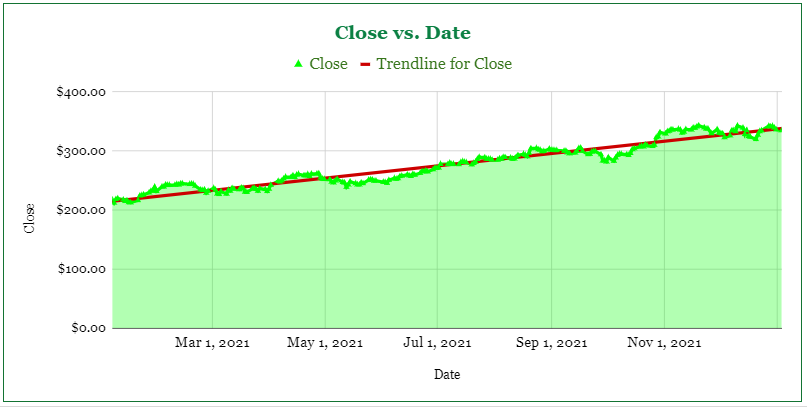 Close vs. Date
Close Trendline for Close
$400.00
$300.00
$200.00
$100.00
$0.00
Close
Mar 1, 2021 May 1, 2021 Jul 1, 2021 Sep 1, 2021 Nov 1, 2021
Date